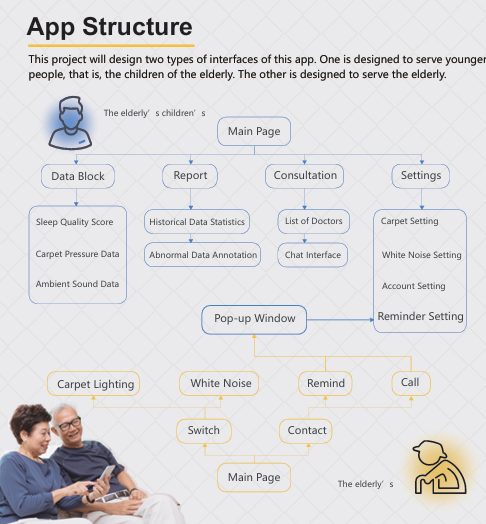 App Structure
This project will design two types of interfaces of this app. One is designed to serve younger
people, that is, the children of the elderly. The other is designed to serve the elderly.
The elderly’s children’s
Main Page
Data Block
Report
Consultation
Settings
Sleep Quality Score
Carpet Pressure Data
Ambient Sound Data
Historical Data Statistics
Abnormal Data Annotation
List of Doctors
Chat Interface
Carpet Setting
White Noise Setting
Account Setting
Reminder Setting
Pop-up Window
Carpet Lighting
White Noise
Remind
Call
Switch
Contact
Main Page
The elderly’s